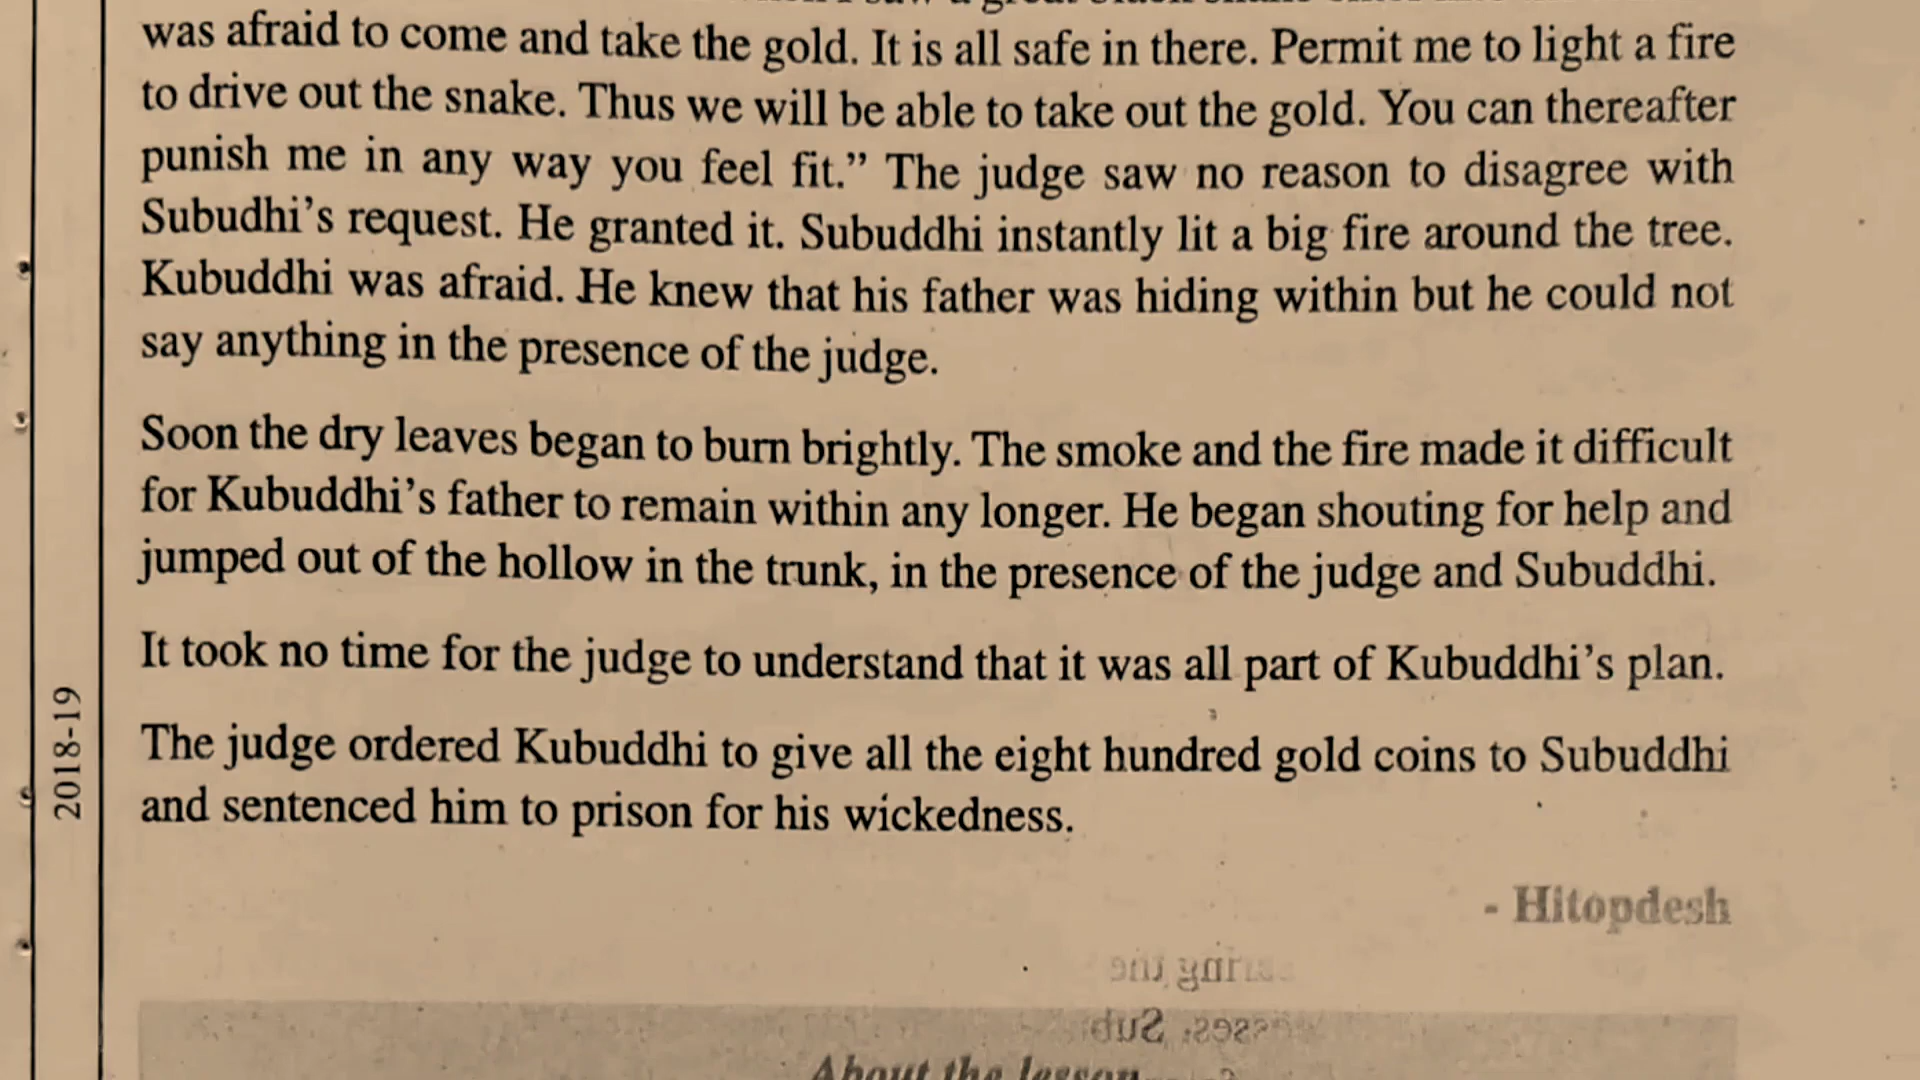 was afraid to come and take the gold. It is all safe in there. Permit me to light a fire
to drive out the snake. Thus we will be able to take out the gold. You can thereafter
punish me in any way you feel fit.” The judge saw no reason to disagree with
Subudhi’s request. He granted it. Subuddhi instantly lit a big fire around the tree.
Kubuddhi was afraid. He knew that his father was hiding within but he could not
say anything in the presence of the judge.
Soon the dry leaves began to burn brightly. The smoke and the fire made it difficult
for Kubuddhi’s father to remain within any longer. He began shouting for help and
jumped out of the hollow in the trunk, in the presence of the judge and Subuddhi.
It took no time for the judge to understand that it was all part of Kubuddhi’s plan.
The judge ordered Kubuddhi to give all the eight hundred gold coins to Subuddhi
and sentenced him to prison for his wickedness.
- Hitopdesh
About the lesson
2018-19